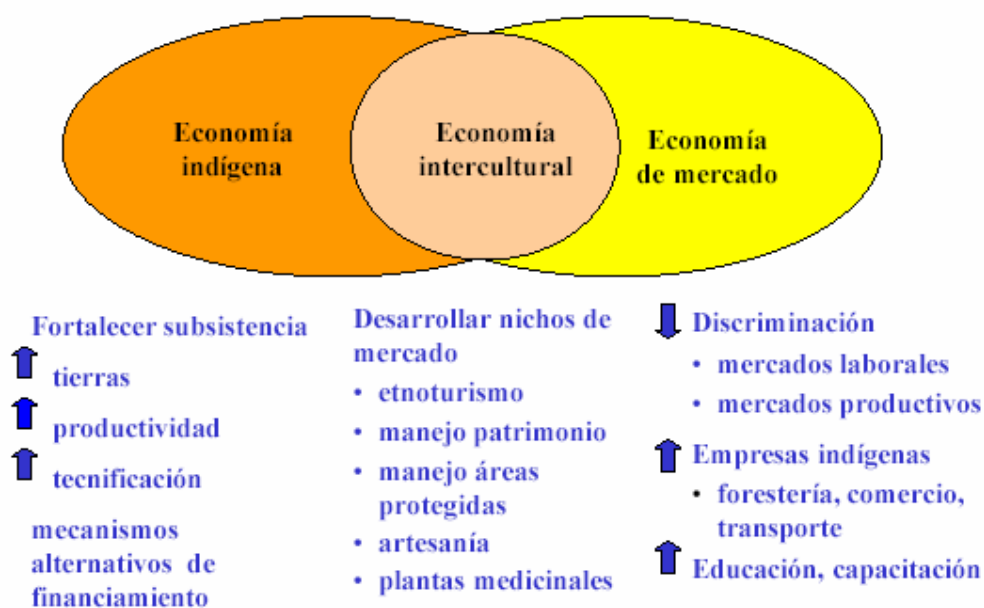 Economía
indígena
Economía
intercultural
Economía
de mercado
Fortalecer subsistencia
tierras
productividad
tecnificación
mecanismos
alternativos de
financiamiento
Desarrollar nichos de
mercado
• etnoturismo
• manejo patrimonio
• manejo áreas
protegidas
• artesanía
• plantas medicinales
Discriminación
• mercados laborales
• mercados productivos
Empresas indígenas
• forestería, comercio,
transporte
Educación, capacitación